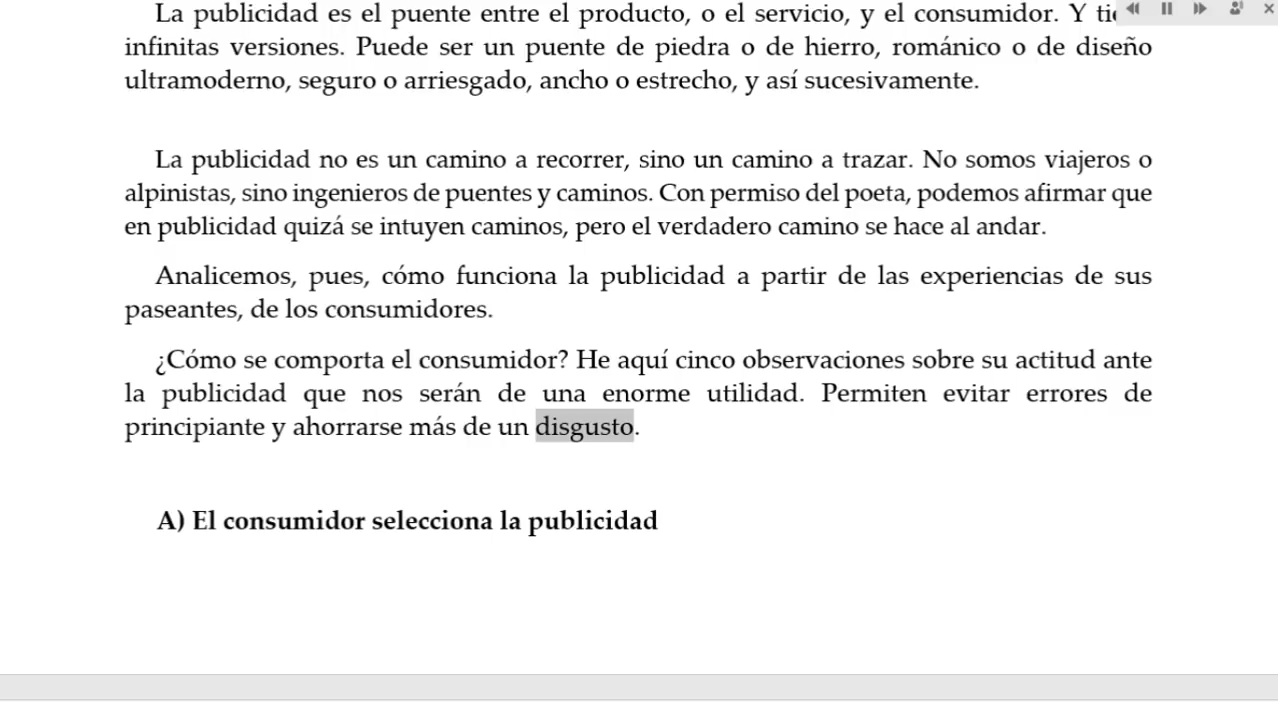 La publicidad es el puente entre el producto, o el servicio, y el consumidor. Y
infinitas versiones. Puede ser un puente de piedra o de hierro, románico o de diseño
ultramoderno, seguro o arriesgado, ancho o estrecho, y así sucesivamente.
La publicidad no es un camino a recorrer, sino un camino a trazar. No somos viajeros o
alpinistas, sino ingenieros de puentes y caminos. Con permiso del poeta, podemos afirmar que
en publicidad quizá se intuyen caminos, pero el verdadero camino se hace al andar.
Analicemos, pues, cómo funciona la publicidad a partir de las experiencias de sus
paseantes, de los consumidores.
¿Cómo se comporta el consumidor? He aquí cinco observaciones sobre su actitud ante
la publicidad que nos serán de una enorme utilidad. Permiten evitar errores de
principiante y ahorrarse más de un disgusto.
A) El consumidor selecciona la publicidad